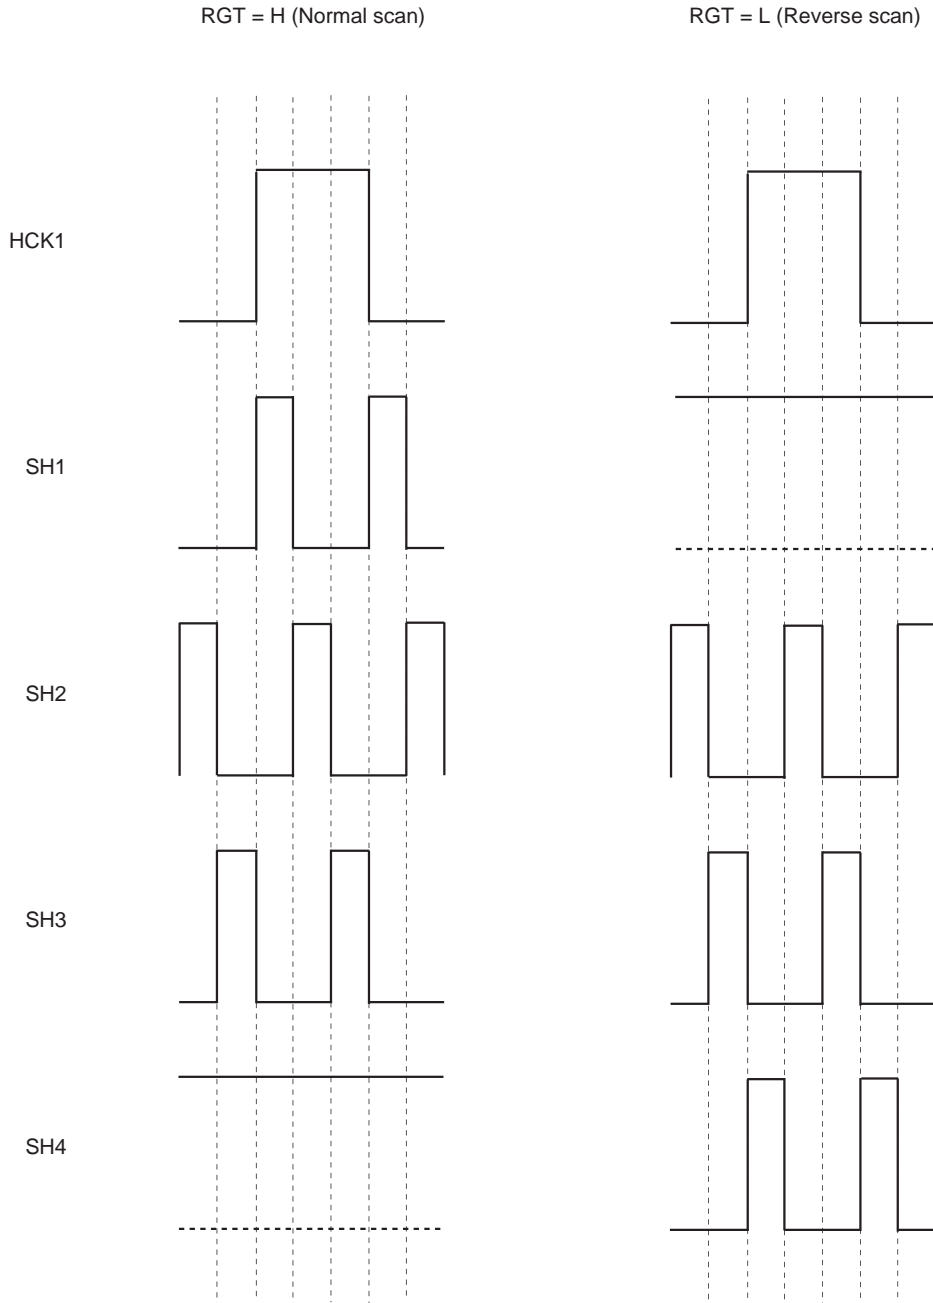 RGT = H (Normal scan)
RGT = L (Reverse scan)
HCK1
SH1
SH2
SH3
SH4